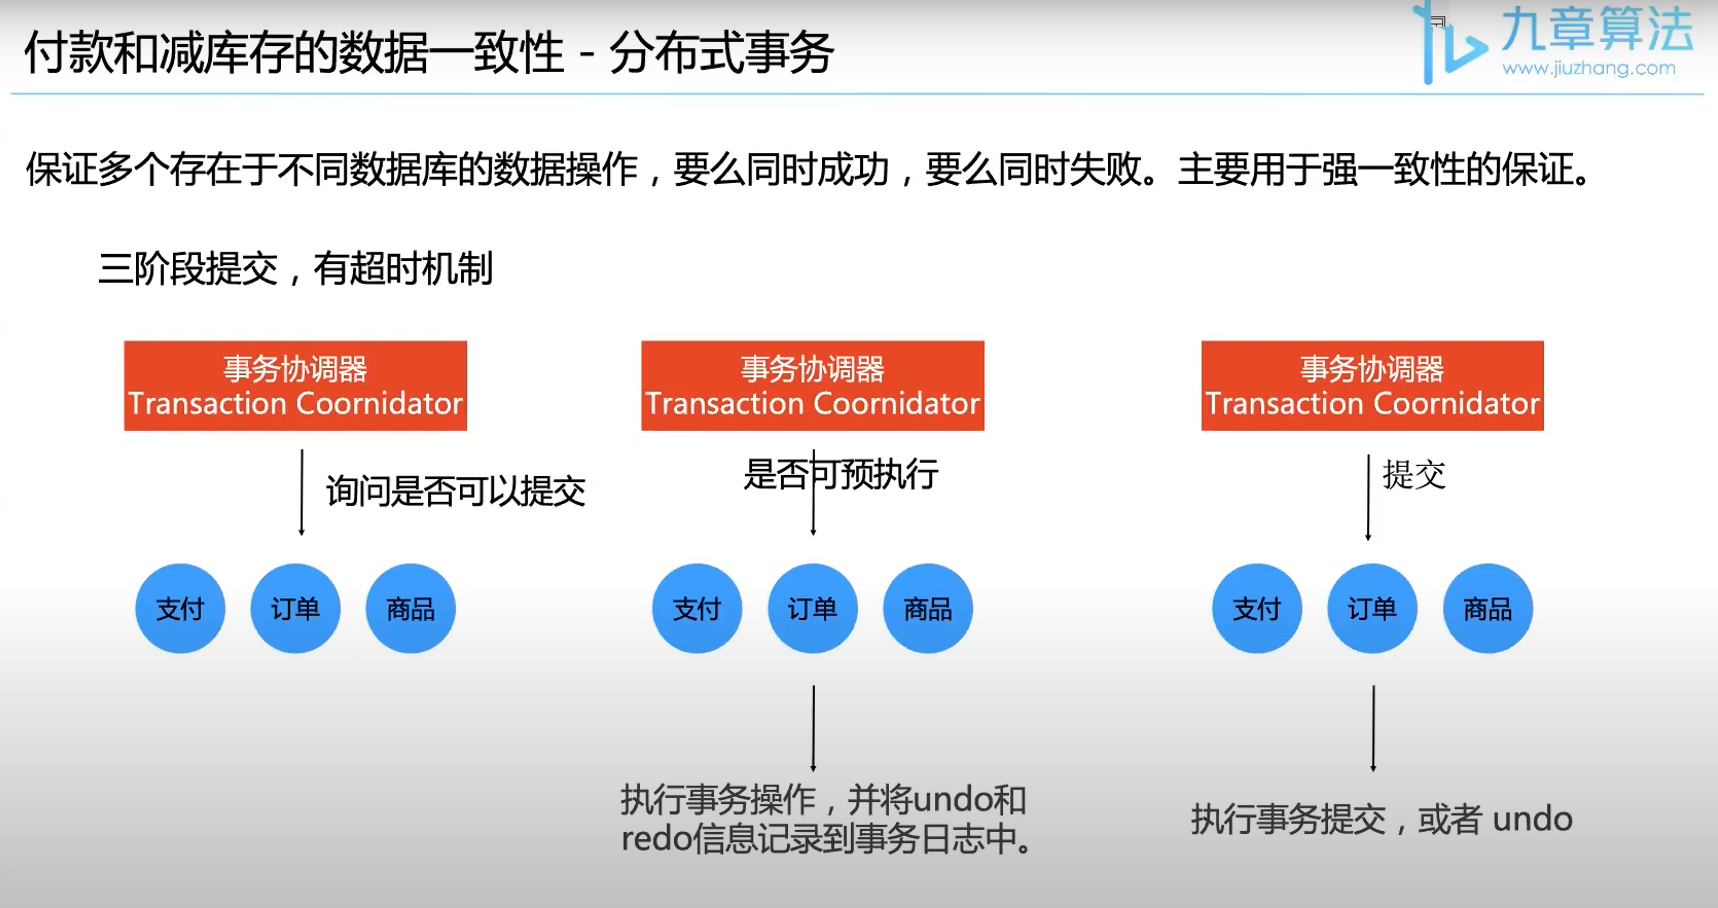 付款和减库存的数据一致性 - 分布式事务
九章算法
www.jiuzhang.com
保证多个存在于不同数据库的数据操作，要么同时成功，要么同时失败。主要用于强一致性的保证。
三阶段提交，有超时机制
事务协调器
Transaction Coornidator
询问是否可以提交
支付
订单
商品
事务协调器
Transaction Coornidator
是否可预执行
支付
订单
商品
执行事务操作，并将undo和
redo信息记录到事务日志中。
事务协调器
Transaction Coornidator
提交
支付
订单
商品
执行事务提交，或者 undo